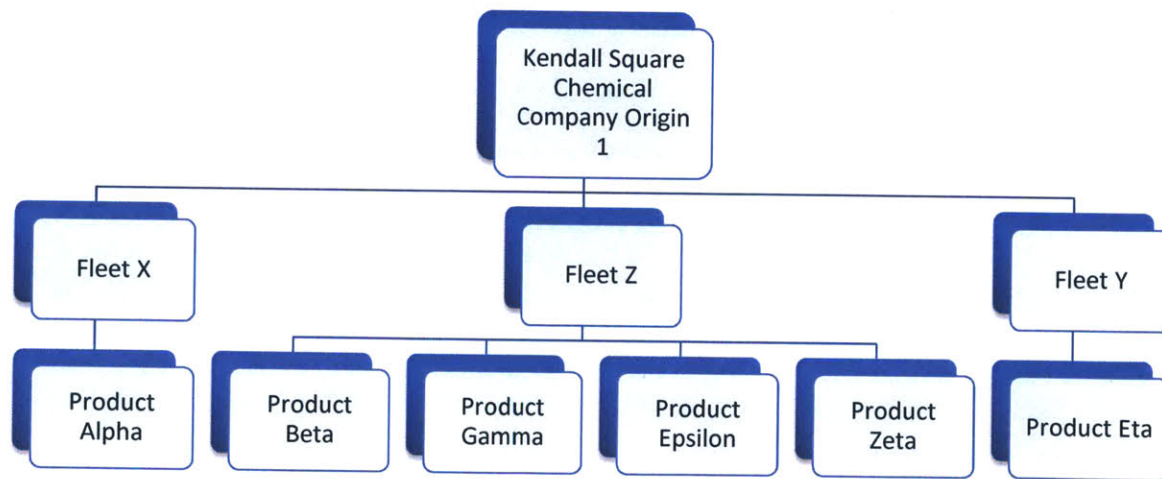 Kendall Square
Chemical
Company Origin
1
Fleet X
Fleet Z
Fleet Y
Product
Alpha
Product
Beta
Product
Gamma
Product
Epsilon
Product
Zeta
Product Eta